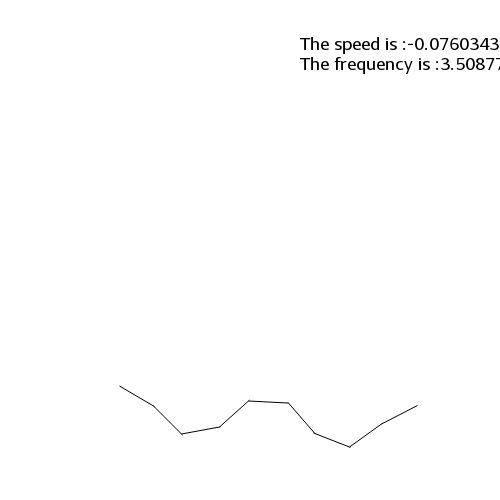 The speed is :-0.0760343
The frequency is :3.50877